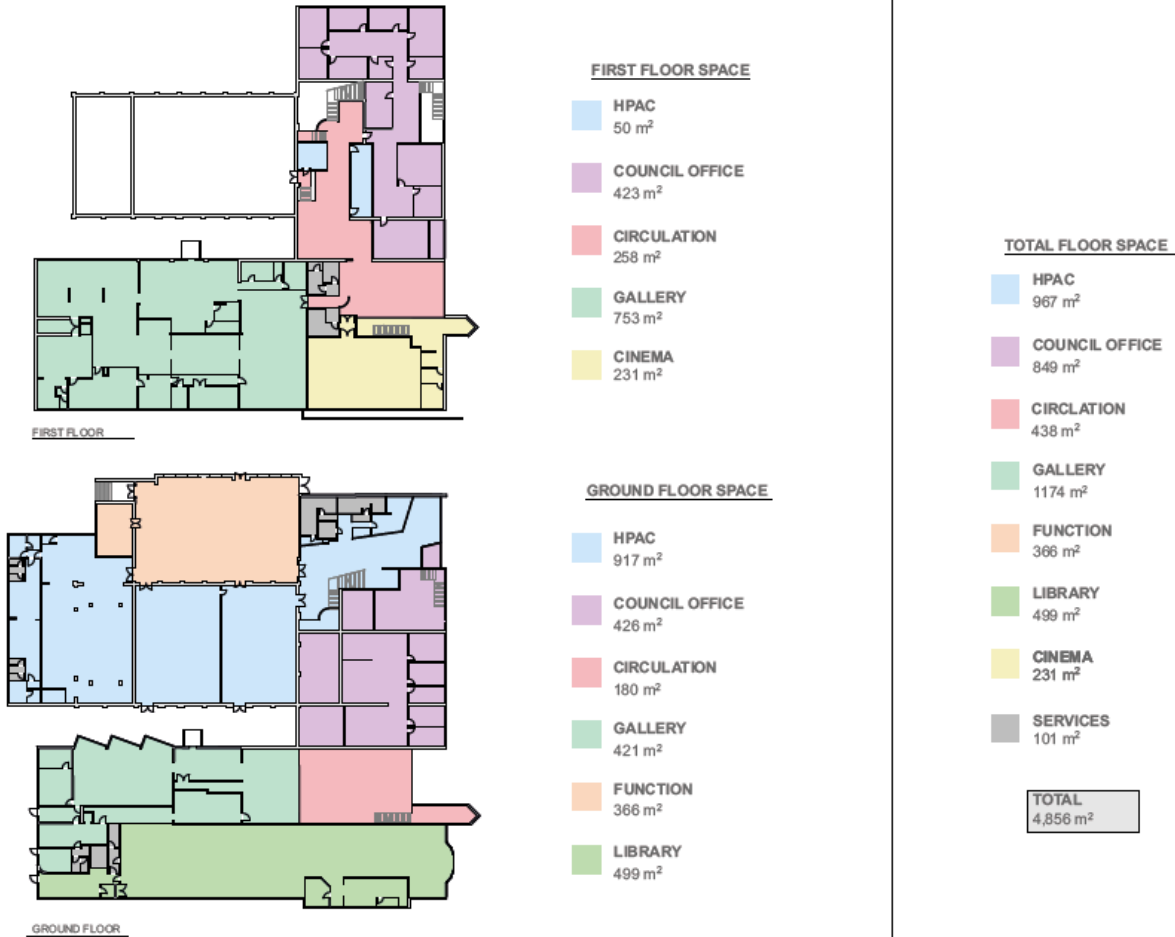 FIRST FLOOR SPACE
HPAC
50 m²
COUNCIL OFFICE
423 m²
CIRCULATION
258 m²
GALLERY
753 m²
CINEMA
231 m²
FIRST FLOOR
GROUND FLOOR SPACE
HPAC
917 m²
COUNCIL OFFICE
426 m²
CIRCULATION
180 m²
GALLERY
421 m²
FUNCTION
366 m²
LIBRARY
499 m²
GROUND FLOOR
TOTAL FLOOR SPACE
HPAC
967 m²
COUNCIL OFFICE
849 m²
CIRCLATION
438 m²
GALLERY
1174 m²
FUNCTION
366 m²
LIBRARY
499 m²
CINEMA
231 m²
SERVICES
101 m²
TOTAL
4,856 m²